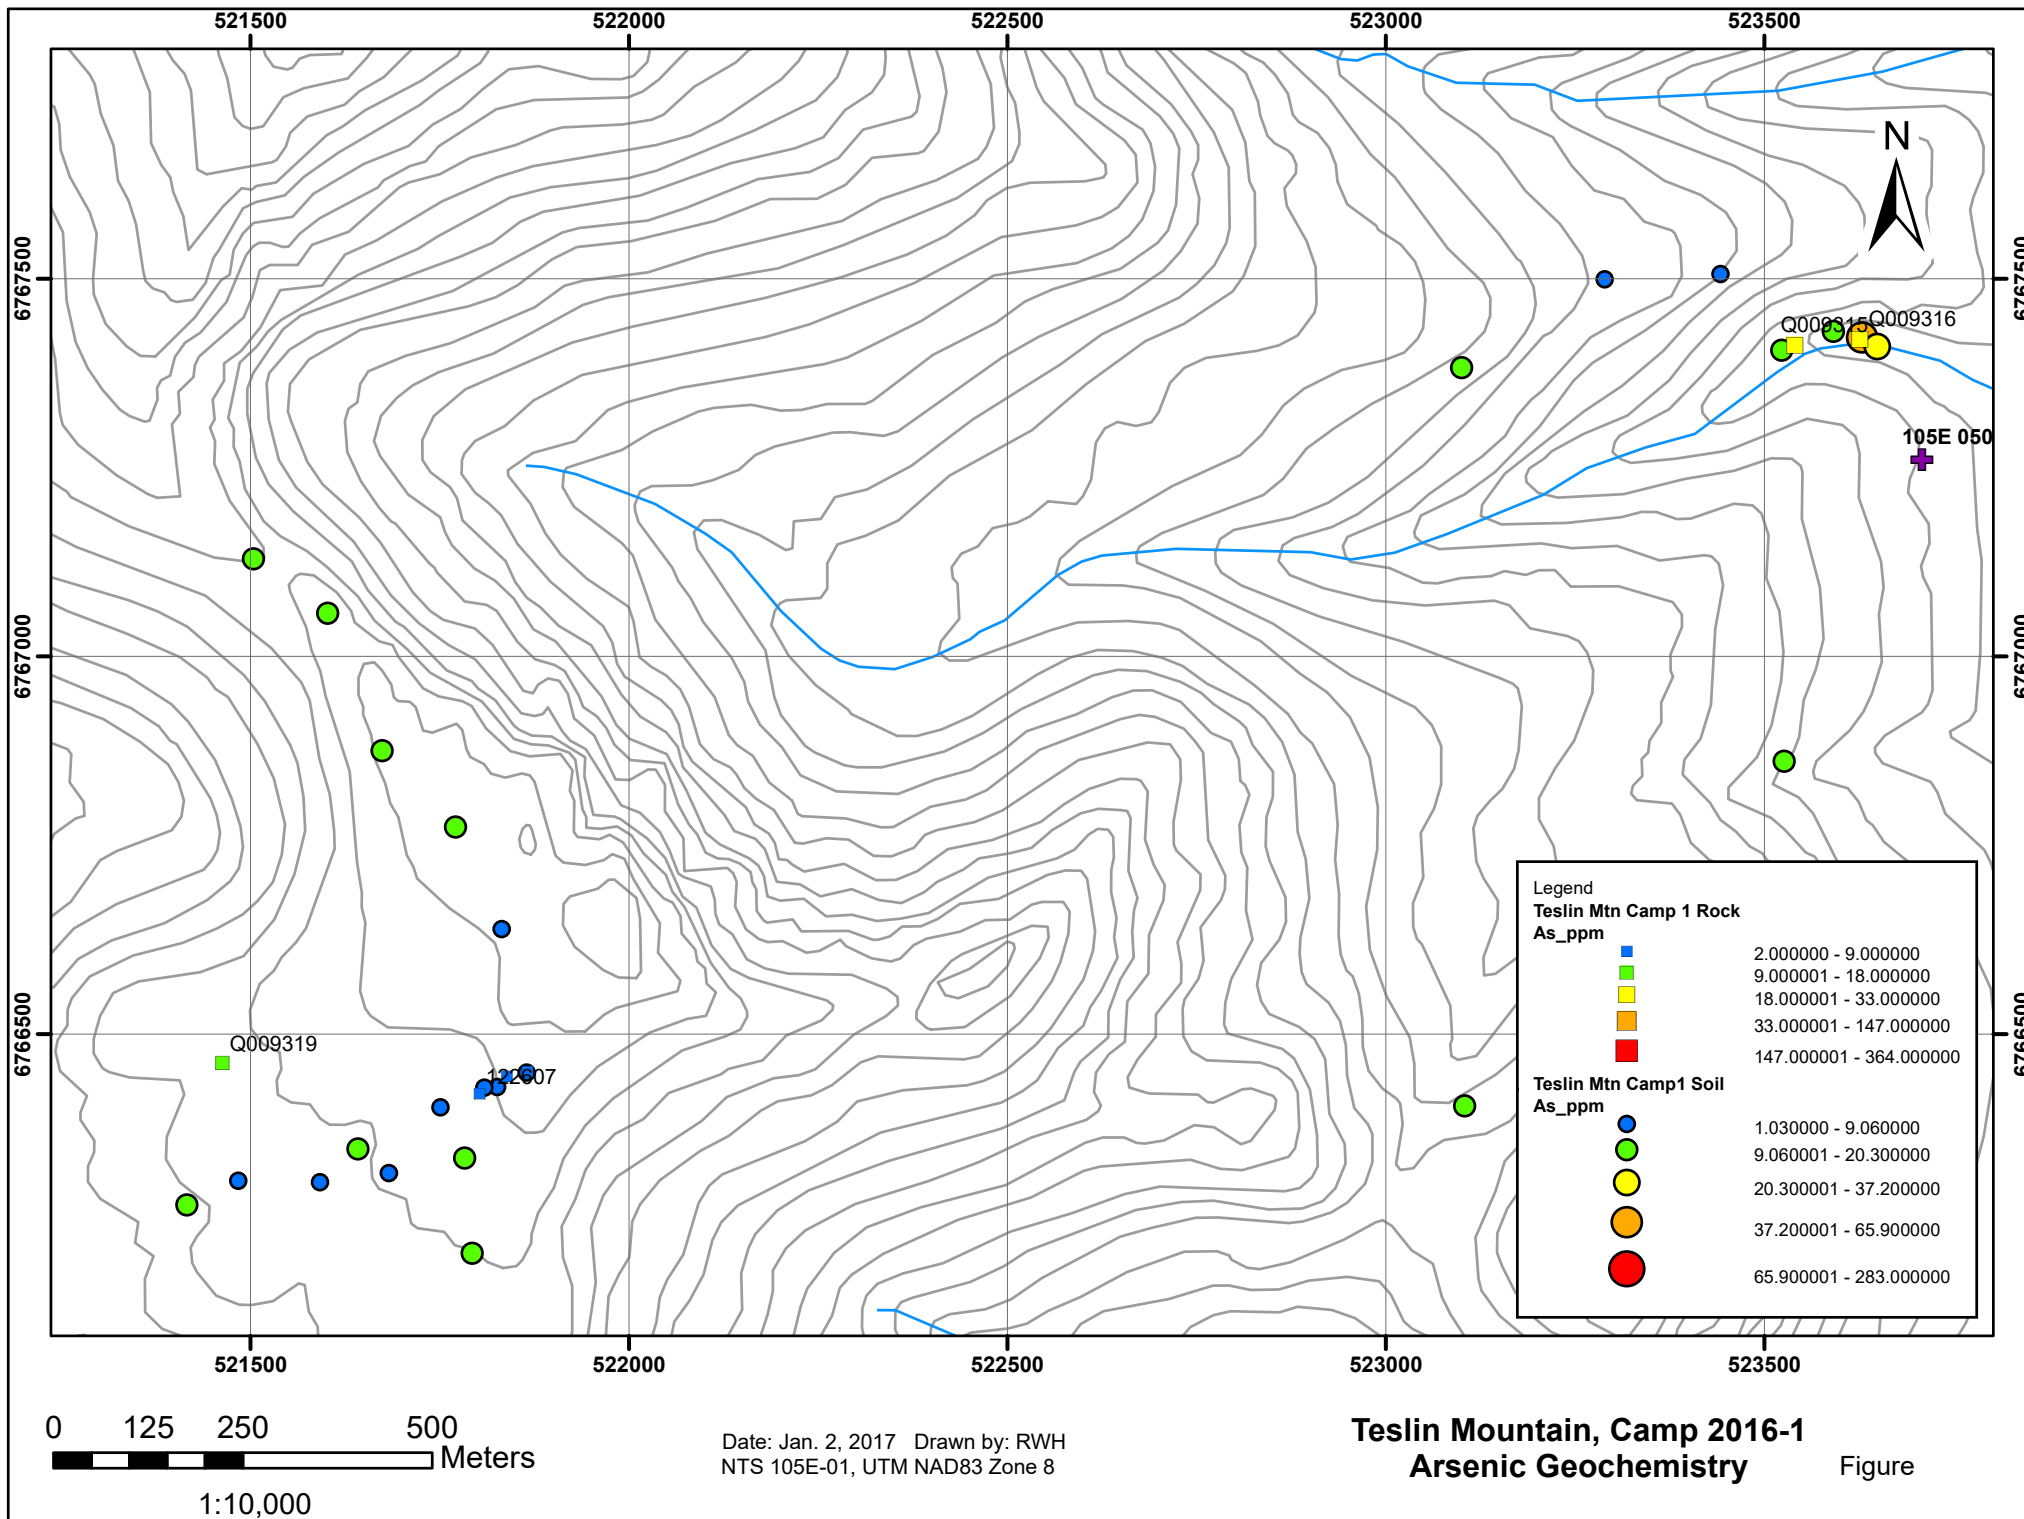 521500 522000 522500 523000 523500
N
6767500 6767500
Q009315 Q009316
105E 050
6767000 6767000
6766500 6766500
Q009319
122607
Legend
Teslin Mtn Camp 1 Rock
As_ppm
2.000000 - 9.000000
9.000001 - 18.000000
18.000001 - 33.000000
33.000001 - 147.000000
147.000001 - 364.000000
Teslin Mtn Camp1 Soil
As_ppm
1.030000 - 9.060000
9.060001 - 20.300000
20.300001 - 37.200000
37.200001 - 65.900000
65.900001 - 283.000000
521500 522000 522500 523000 523500
0 125 250 500
Meters
1:10,000
Date: Jan. 2, 2017 Drawn by: RWH
NTS 105E-01, UTM NAD83 Zone 8
Teslin Mountain, Camp 2016-1
Arsenic Geochemistry
Figure